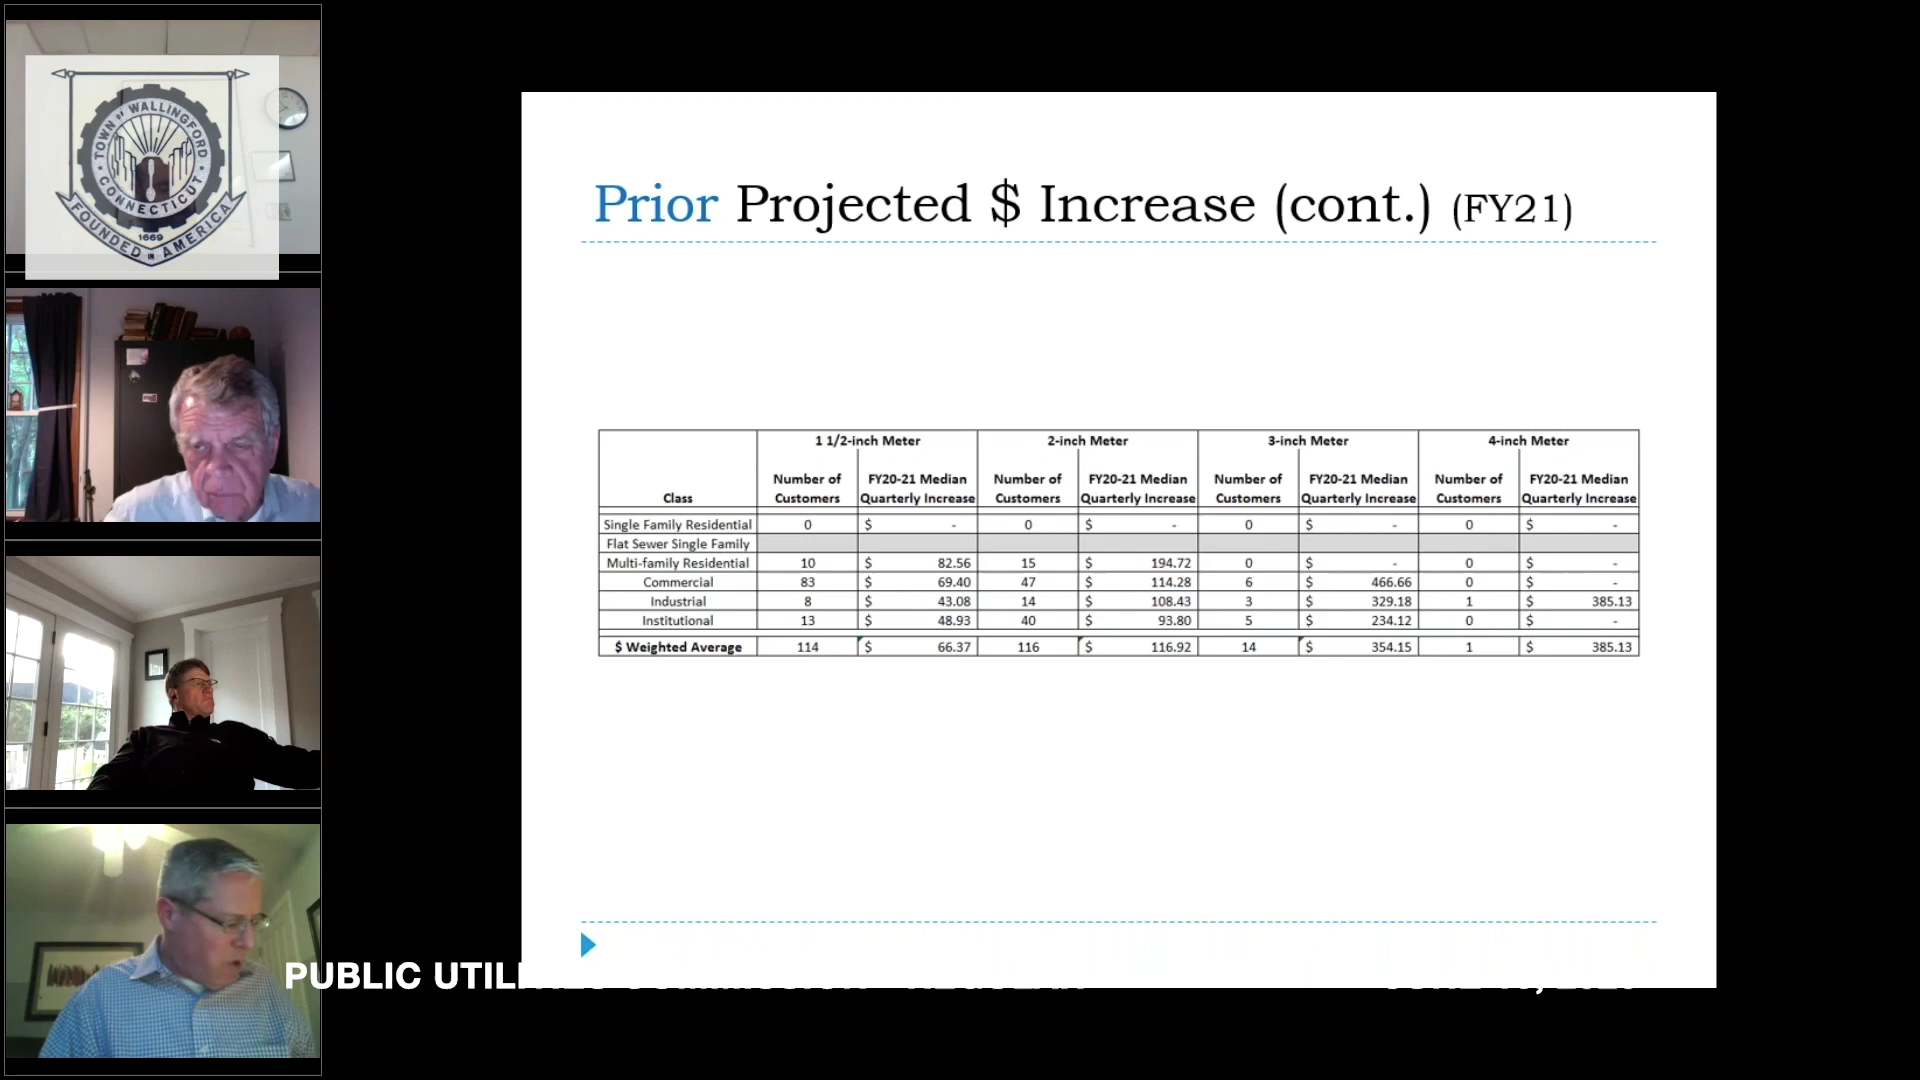 TOWN OF WALLINGFORD
CONNECTICUT
1669
FOUNDED IN AMERICA
Prior Projected $ Increase (cont.) (FY21)
1 1/2-inch Meter 2-inch Meter 3-inch Meter 4-inch Meter
Class Number of Customers FY20-21 Median Quarterly Increase Number of Customers FY20-21 Median Quarterly Increase Number of Customers FY20-21 Median Quarterly Increase Number of Customers FY20-21 Median Quarterly Increase
Single Family Residential 0 $ - 0 $ - 0 $ - 0 $ -
Flat Sewer Single Family
Multi-family Residential 10 $ 82.56 15 $ 194.72 0 $ - 0 $ -
Commercial 83 $ 69.40 47 $ 114.28 6 $ 466.66 0 $ -
Industrial 8 $ 43.08 14 $ 108.43 3 $ 329.18 1 $ 385.13
Institutional 13 $ 48.93 40 $ 93.80 5 $ 234.12 0 $ -
$ Weighted Average 114 $ 66.37 116 $ 116.92 14 $ 354.15 1 $ 385.13
PUBLIC